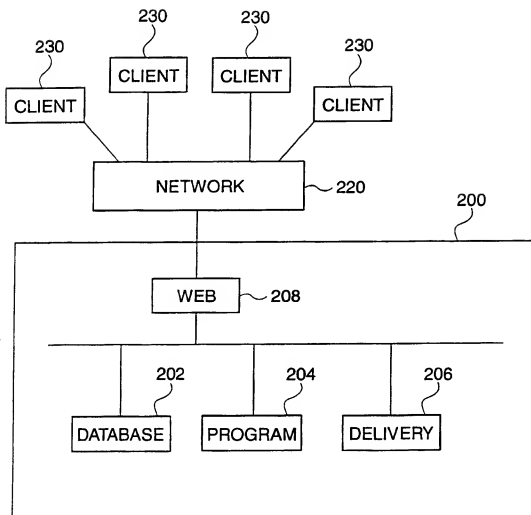 230 230
230 230
CLIENT CLIENT
CLIENT CLIENT
NETWORK 220
200
WEB 208
202 204 206
DATABASE PROGRAM DELIVERY